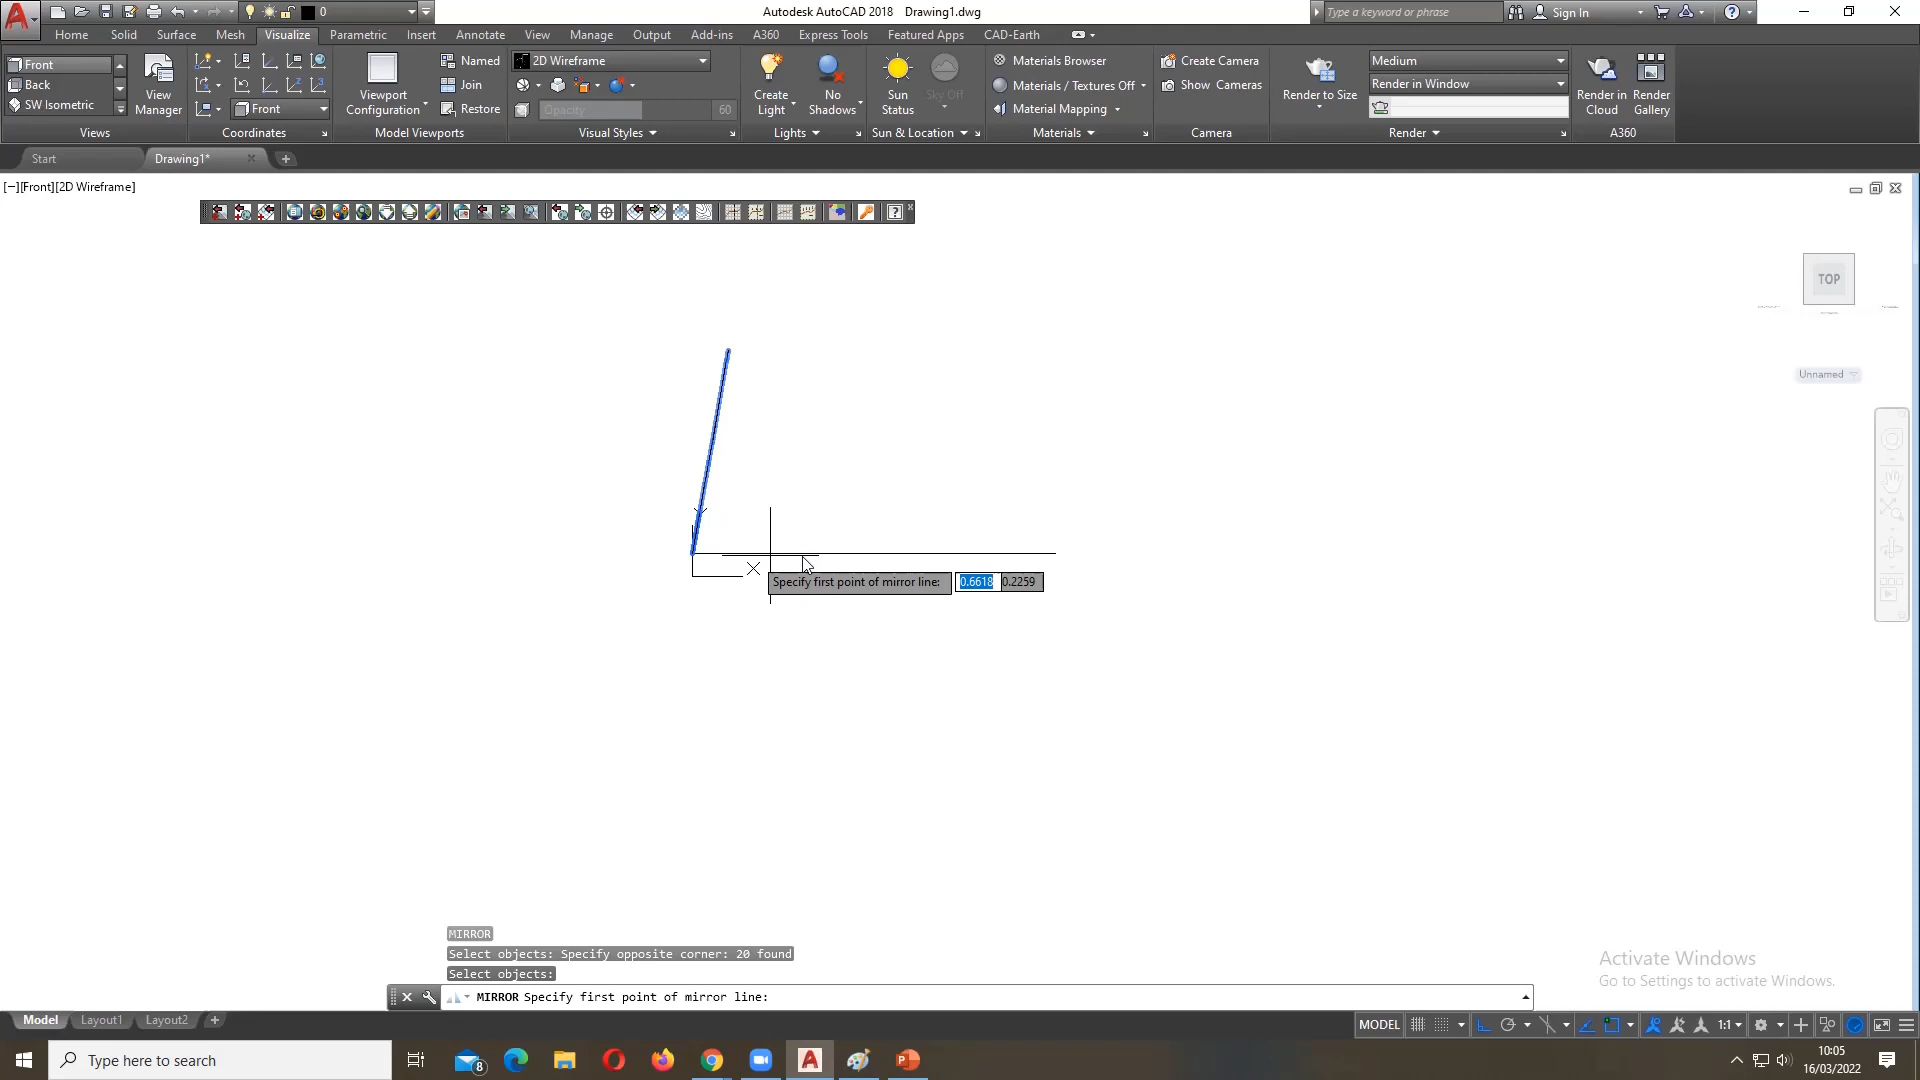 0
Autodesk AutoCAD 2018 Drawing1.dwg
Type a keyword or phrase
Sign In
Home Solid Surface Mesh Visualize Parametric Insert Annotate View Manage Output Add-ins A360 Express Tools Featured Apps CAD-Earth
Front
Back
SW Isometric
View
Manager
Views
Front
Coordinates
Viewport
Configuration
Named
Join
Restore
Model Viewports
2D Wireframe
Opacity 60
Visual Styles
Create
Light
No
Shadows
Lights
Sun
Status
Sky Off
Sun & Location
Materials Browser
Materials / Textures Off
Material Mapping
Materials
Create Camera
Show Cameras
Camera
Render to Size
Medium
Render in Window
Render
Render in
Cloud
Render
Gallery
A360
Start
Drawing1*
[−][Front][2D Wireframe]
TOP
Unnamed
X
Specify first point of mirror line: 0.6618 0.2259
MIRROR
Select objects: Specify opposite corner: 20 found
Select objects:
MIRROR Specify first point of mirror line:
Activate Windows
Go to Settings to activate Windows.
Model Layout1 Layout2 +
MODEL 1:1
Type here to search
8
10:05
16/03/2022